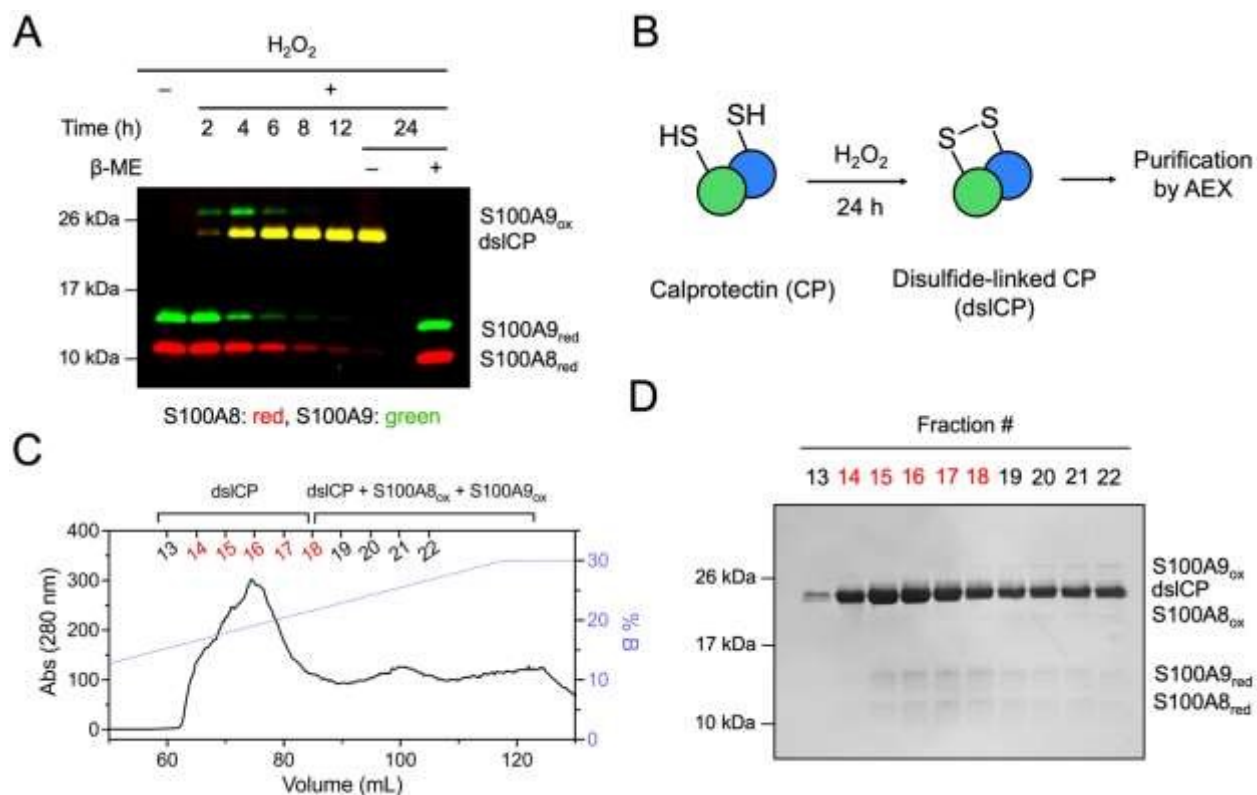 A
H₂O₂
– +
Time (h) 2 4 6 8 12 24
β-ME – +
26 kDa
17 kDa
10 kDa
S100A9ox
dslCP
S100A9red
S100A8red
S100A8: red, S100A9: green
B
HS SH
H₂O₂
24 h
S S
Purification
by AEX
Calprotectin (CP)
Disulfide-linked CP
(dslCP)
C
dslCP dslCP + S100A8ox + S100A9ox
13 14 15 16 17 18 19 20 21 22
Abs (280 nm)
400
300
200
100
0
60 80 100 120
Volume (mL)
30
20
10
0
% B
D
Fraction #
13 14 15 16 17 18 19 20 21 22
26 kDa
17 kDa
10 kDa
S100A9ox
dslCP
S100A8ox
S100A9red
S100A8red